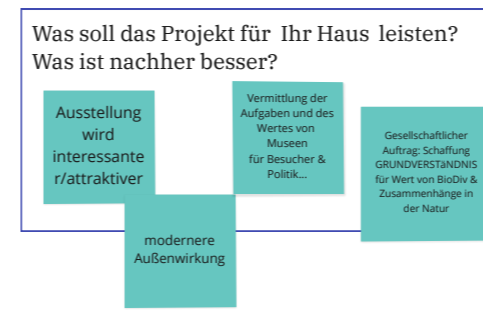 Was soll das Projekt für Ihr Haus leisten?
Was ist nachher besser?
Ausstellung
wird
interessante
r/attraktiver
Vermittlung der
Aufgaben und des
Wertes von
Museen
für Besucher &
Politik...
Gesellschaftlicher
Auftrag: Schaffung
GRUNDVERSTäNDNIS
für Wert von BioDiv &
Zusammenhänge in
der Natur
modernere
Außenwirkung